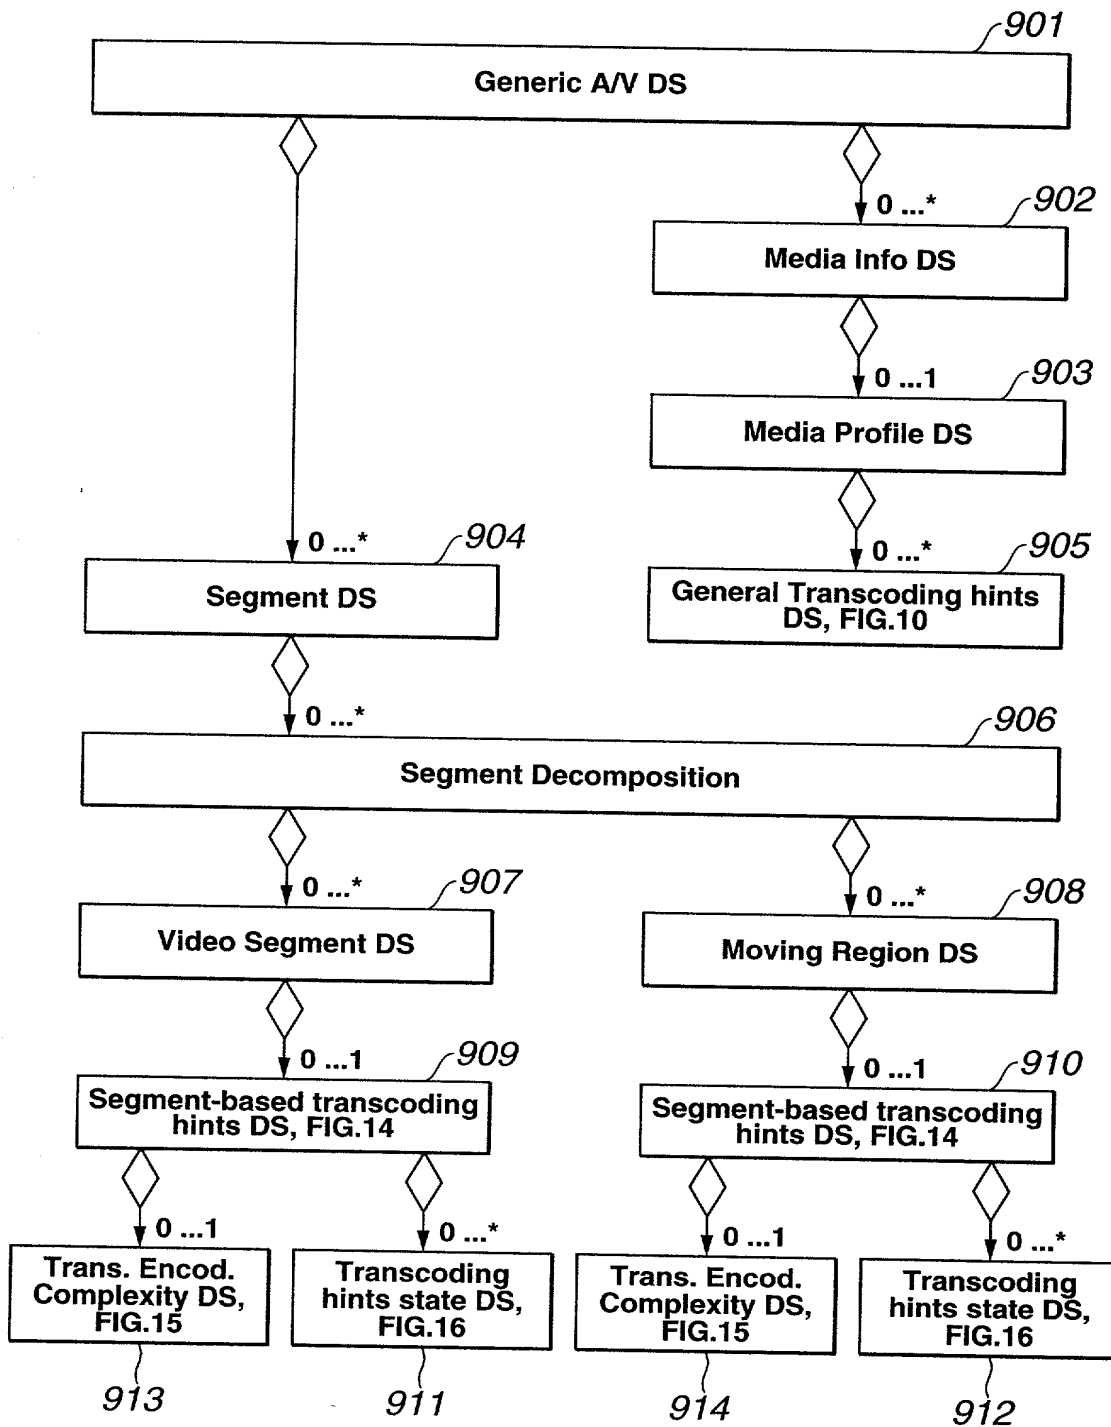 901
Generic A/V DS
0 ...*
902
Media Info DS
0 ...1
903
Media Profile DS
0 ...*
904
0 ...*
905
Segment DS
General Transcoding hints
DS, FIG.10
0 ...*
906
Segment Decomposition
0 ...*
907
0 ...*
908
Video Segment DS
Moving Region DS
0 ...1
909
0 ...1
910
Segment-based transcoding
hints DS, FIG.14
Segment-based transcoding
hints DS, FIG.14
0 ...1
0 ...*
0 ...1
0 ...*
Trans. Encod.
Complexity DS,
FIG.15
Transcoding
hints state DS,
FIG.16
Trans. Encod.
Complexity DS,
FIG.15
Transcoding
hints state DS,
FIG.16
913
911
914
912